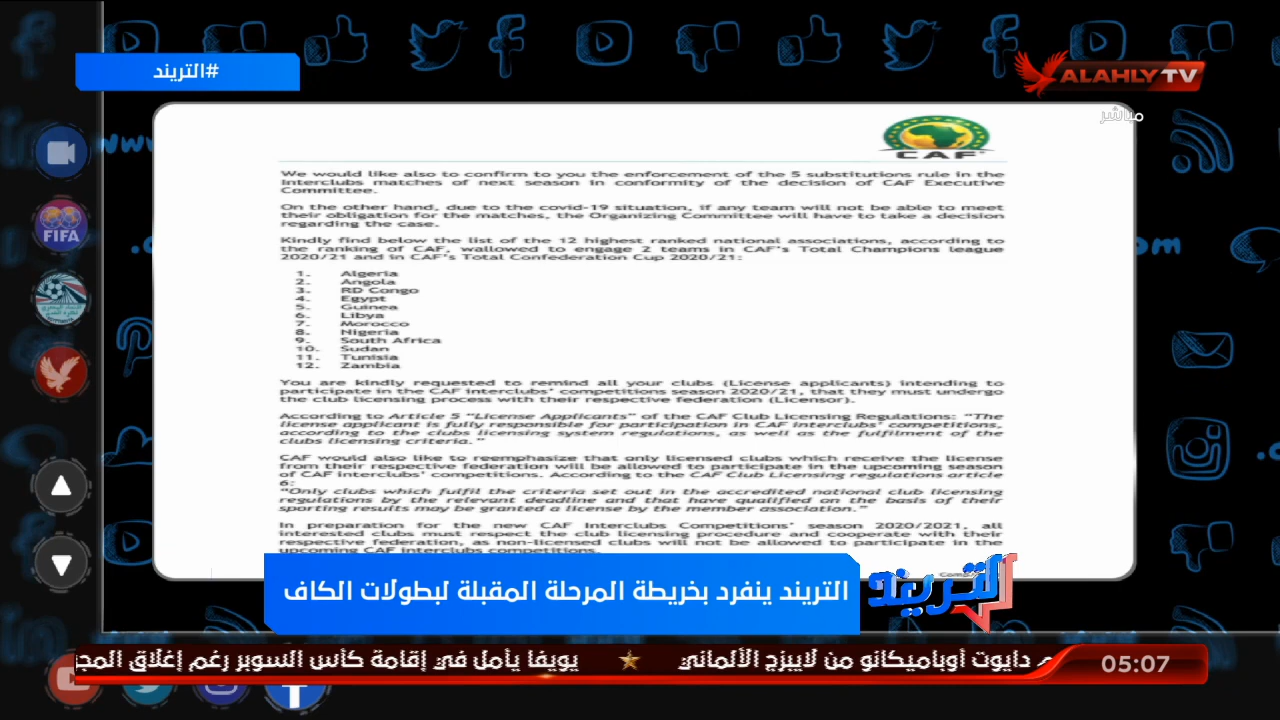 #التريند
ALAHLY TV
مباشر
CAF
We would like also to confirm to you the enforcement of the 5 substitutions rule in the
Interclubs matches of next season in conformity of the decision of CAF Executive
Committee.
On the other hand, due to the covid-19 situation, if any team will not be able to meet
their obligation for the matches, the Organizing Committee will have to take a decision
regarding the case.
Kindly find below the list of the 12 highest ranked national associations, according to
the ranking of CAF, wallowed to engage 2 teams in CAF's Total Champions league
2020/21 and in CAF's Total Confederation Cup 2020/21:
1. Algeria
2. Angola
3. RD Congo
4. Egypt
5. Guinea
6. Libya
7. Morocco
8. Nigeria
9. South Africa
10. Sudan
11. Tunisia
12. Zambia
You are kindly requested to remind all your clubs (License applicants) intending to
participate in the CAF interclubs' competitions season 2020/21, that they must undergo
the club licensing process with their respective federation (Licensor).
According to Article 5 "License Applicants" of the CAF Club Licensing Regulations: "The
license applicant is fully responsible for participation in CAF interclubs' competitions,
according to the clubs licensing system regulations, as well as the fulfilment of the
clubs licensing criteria."
CAF would also like to reemphasize that only licensed clubs which receive the license
from their respective federation will be allowed to participate in the upcoming season
of CAF interclubs' competitions. According to the CAF Club Licensing regulations article
6:
"Only clubs which fulfil the criteria set out in the accredited national club licensing
regulations by the relevant deadline and that have qualified on the basis of their
sporting results may be granted a license by the member association."
In preparation for the new CAF Interclubs Competitions' season 2020/2021, all
interested clubs must respect the club licensing procedure and cooperate with their
respective federation, as non-licensed clubs will not be allowed to participate in the
upcoming CAF interclubs competitions.
FIFA
www
.c
om
التريند ينفرد بخريطة المرحلة المقبلة لبطولات الكاف
التريند
م دايوت أوباميكانو من لايبزج الألماني ★ يويفا يأمل في إقامة كأس السوبر رغم إغلاق المج
05:07